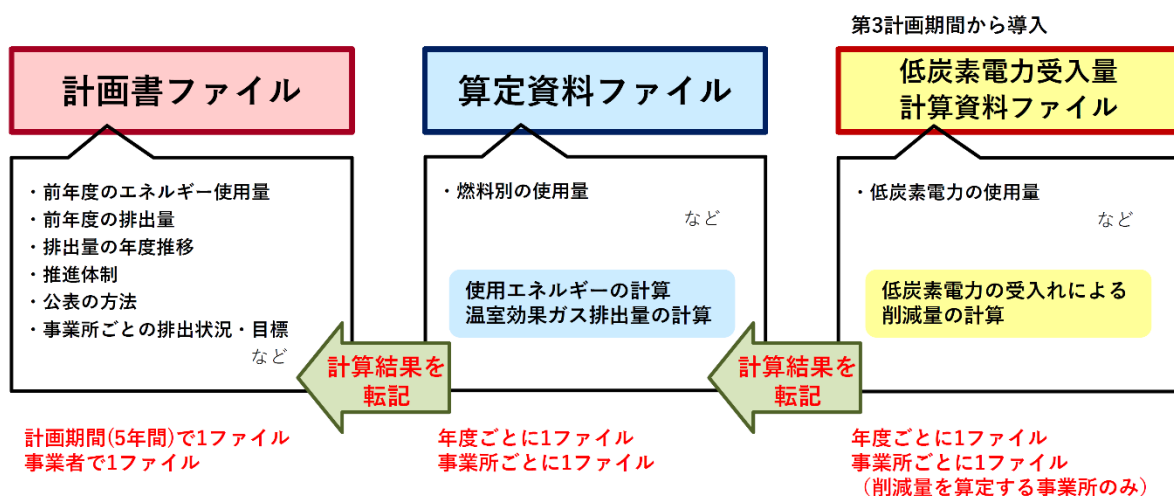 第3計画期間から導入
計画書ファイル
・前年度のエネルギー使用量
・前年度の排出量
・排出量の年度推移
・推進体制
・公表の方法
・事業所ごとの排出状況・目標
など
計画期間(5年間)で1ファイル
事業者で1ファイル
計算結果を
転記
算定資料ファイル
・燃料別の使用量
など
使用エネルギーの計算
温室効果ガス排出量の計算
年度ごとに1ファイル
事業所ごとに1ファイル
計算結果を
転記
低炭素電力受入量
計算資料ファイル
・低炭素電力の使用量
など
低炭素電力の受入れによる
削減量の計算
年度ごとに1ファイル
事業所ごとに1ファイル
（削減量を算定する事業所のみ）